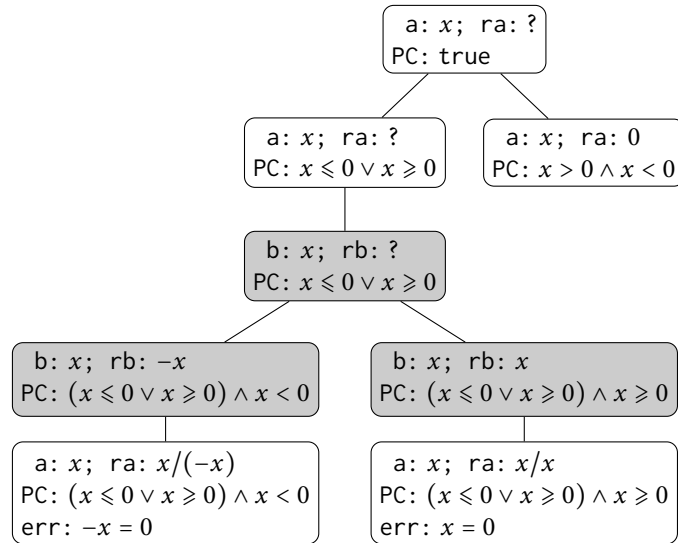 a: x; ra: ?
PC: true
a: x; ra: ?
PC: x ⩽ 0 ∨ x ⩾ 0
a: x; ra: 0
PC: x > 0 ∧ x < 0
b: x; rb: ?
PC: x ⩽ 0 ∨ x ⩾ 0
b: x; rb: −x
PC: (x ⩽ 0 ∨ x ⩾ 0) ∧ x < 0
b: x; rb: x
PC: (x ⩽ 0 ∨ x ⩾ 0) ∧ x ⩾ 0
a: x; ra: x/(−x)
PC: (x ⩽ 0 ∨ x ⩾ 0) ∧ x < 0
err: −x = 0
a: x; ra: x/x
PC: (x ⩽ 0 ∨ x ⩾ 0) ∧ x ⩾ 0
err: x = 0